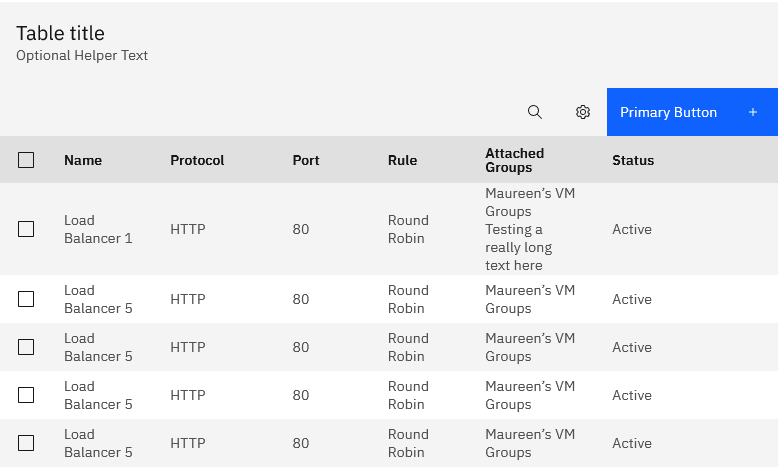 Table title
Optional Helper Text
Primary Button
Name Protocol Port Rule Attached Groups Status
Load Balancer 1 HTTP 80 Round Robin Maureen’s VM Groups Testing a really long text here Active
Load Balancer 5 HTTP 80 Round Robin Maureen’s VM Groups Active
Load Balancer 5 HTTP 80 Round Robin Maureen’s VM Groups Active
Load Balancer 5 HTTP 80 Round Robin Maureen’s VM Groups Active
Load Balancer 5 HTTP 80 Round Robin Maureen’s VM Groups Active